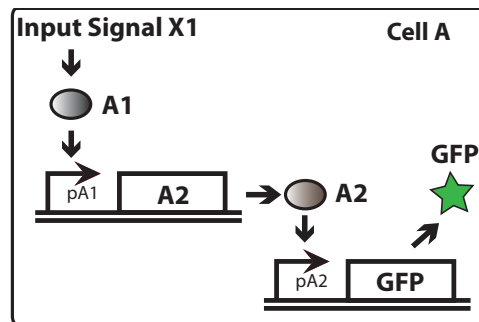 Input Signal X1
Cell A
A1
pA1
A2
A2
GFP
pA2
GFP